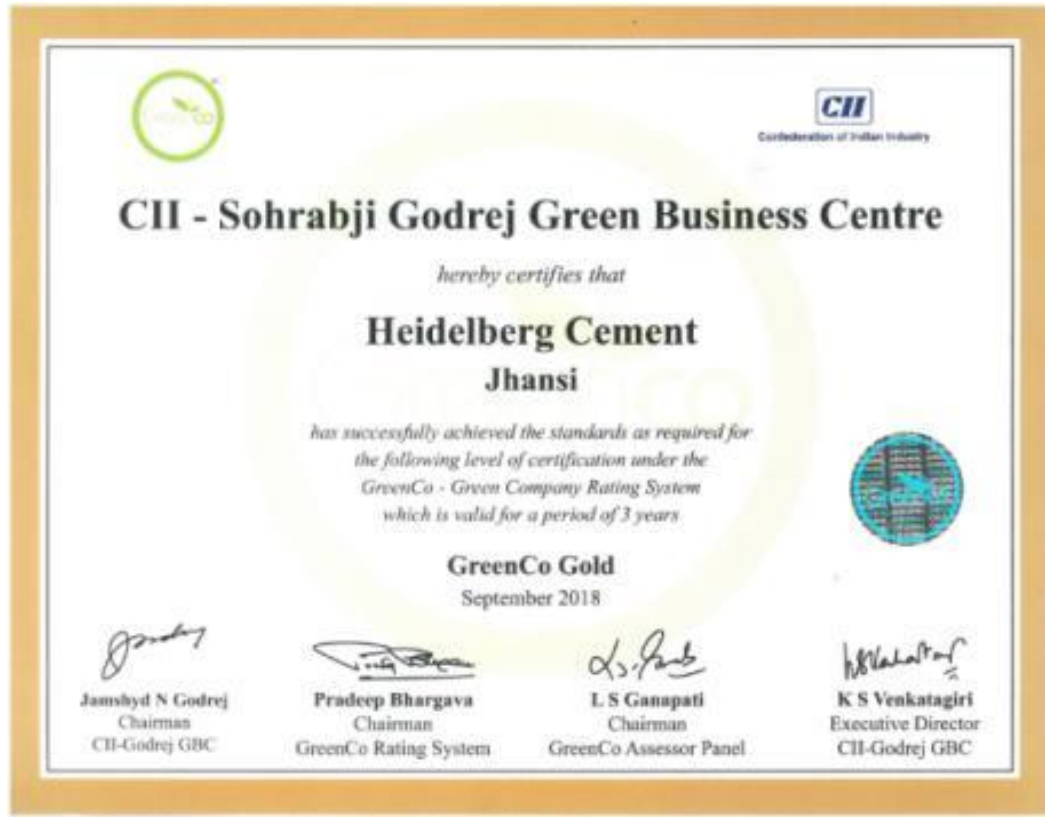 CII
Confederation of Indian Industry
CII - Sohrabji Godrej Green Business Centre
hereby certifies that
Heidelberg Cement
Jhansi
has successfully achieved the standards as required for
the following level of certification under the
GreenCo - Green Company Rating System
which is valid for a period of 3 years
GreenCo Gold
September 2018
Jamshyd N Godrej
Chairman
CII-Godrej GBC
Pradeep Bhargava
Chairman
GreenCo Rating System
L S Ganapati
Chairman
GreenCo Assessor Panel
K S Venkatagiri
Executive Director
CII-Godrej GBC